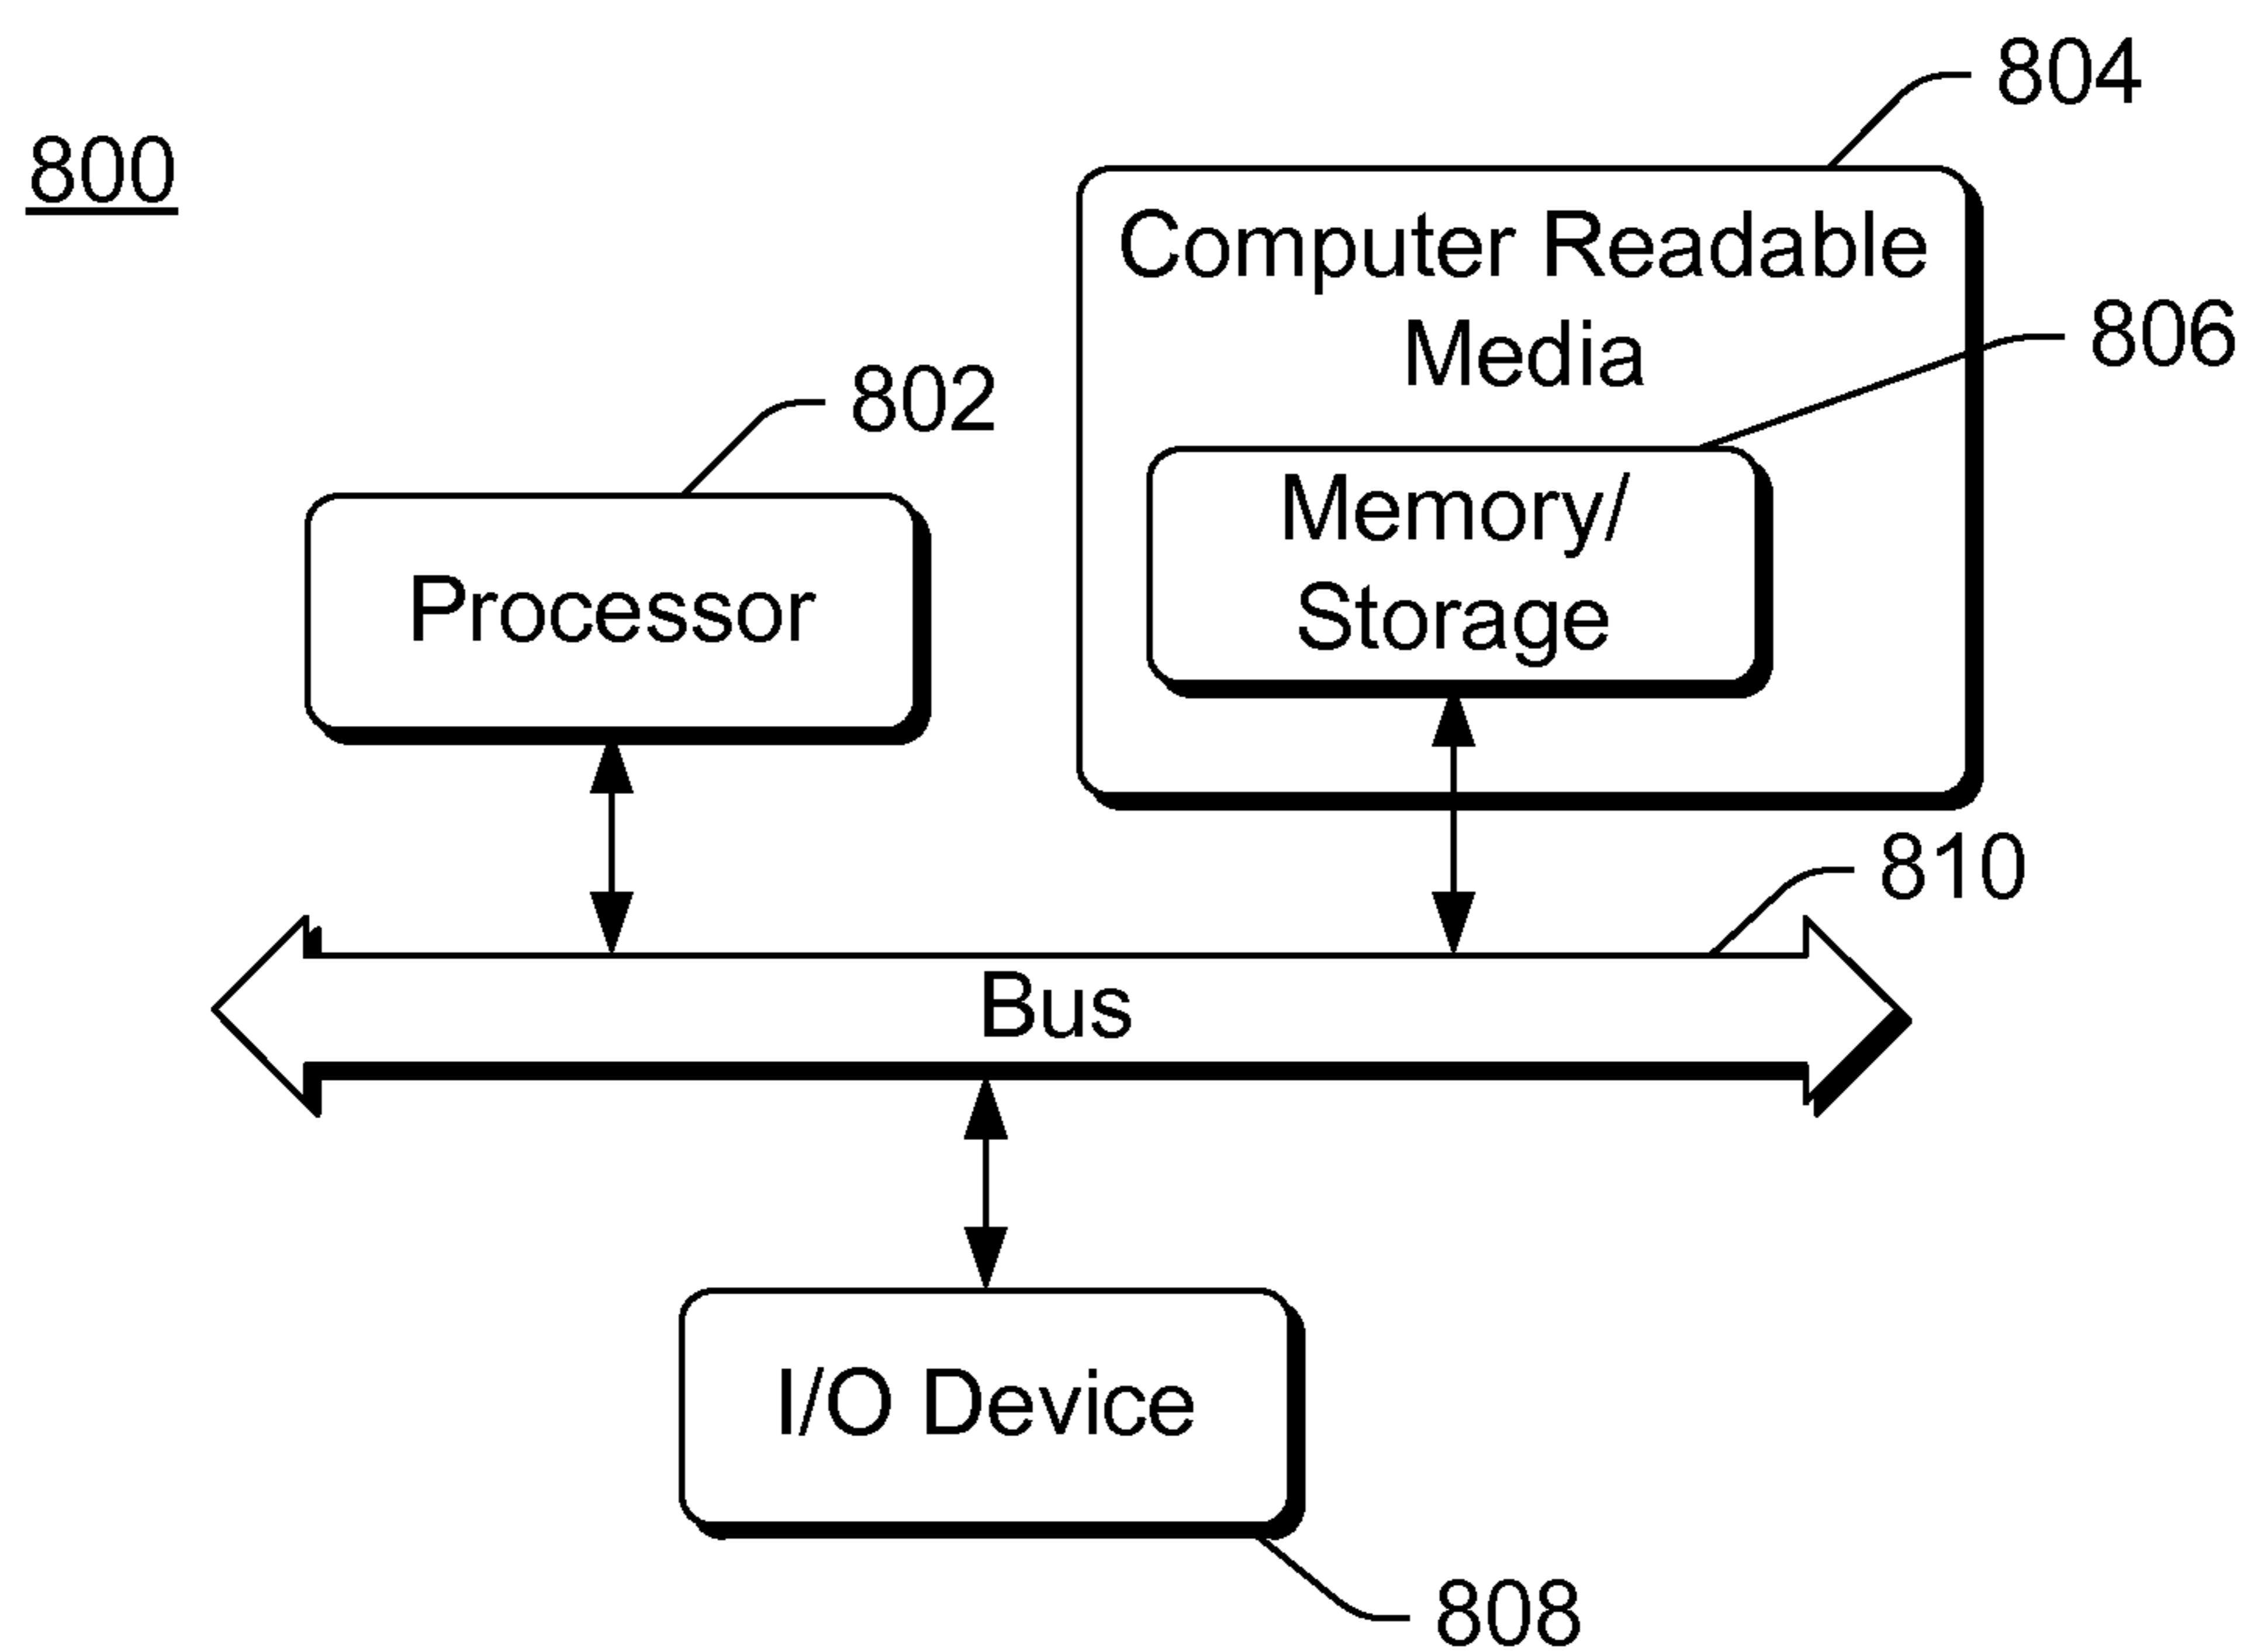 804
800
Computer Readable
Media
806
802
Memory/
Storage
Processor
810
Bus
I/O Device
808